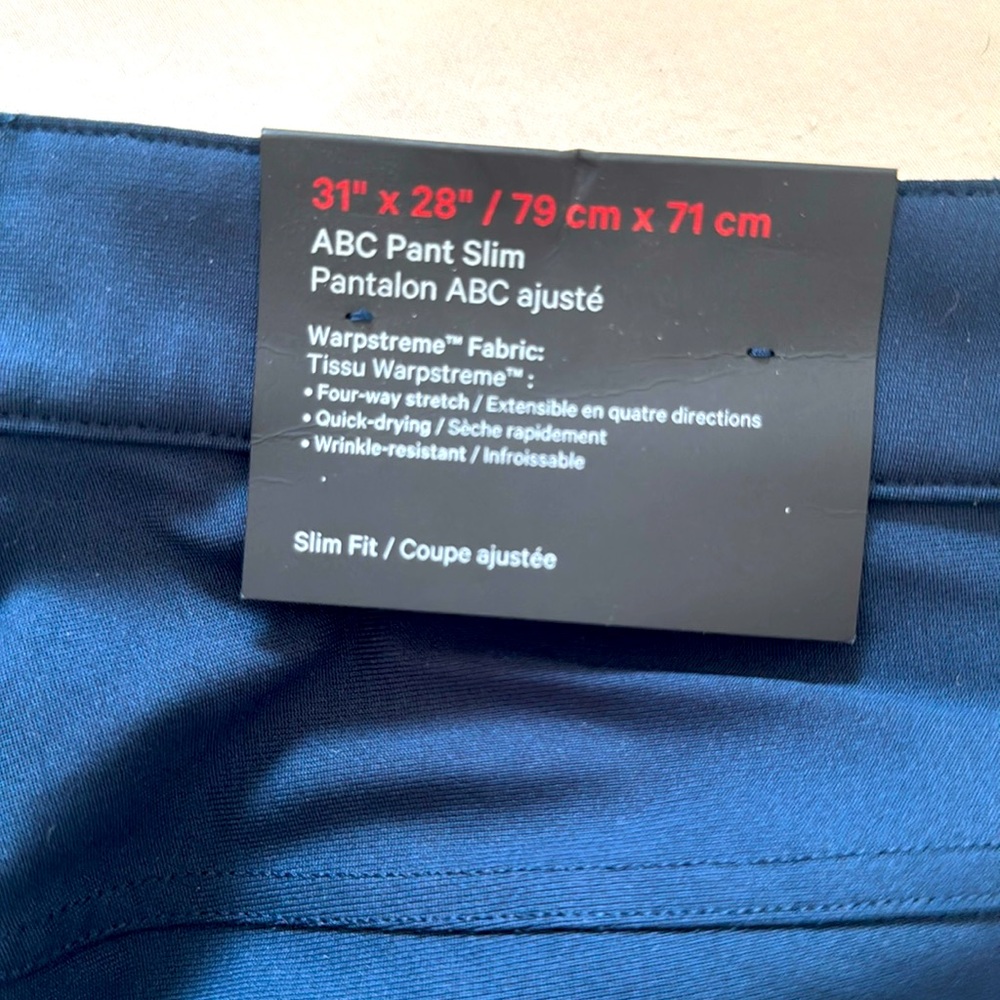 31" x 28" / 79 cm x 71 cm
ABC Pant Slim
Pantalon ABC ajusté
Warpstreme™ Fabric:
Tissu Warpstreme™ :
• Four-way stretch / Extensible en quatre directions
• Quick-drying / Sèche rapidement
• Wrinkle-resistant / Infroissable
Slim Fit / Coupe ajustée